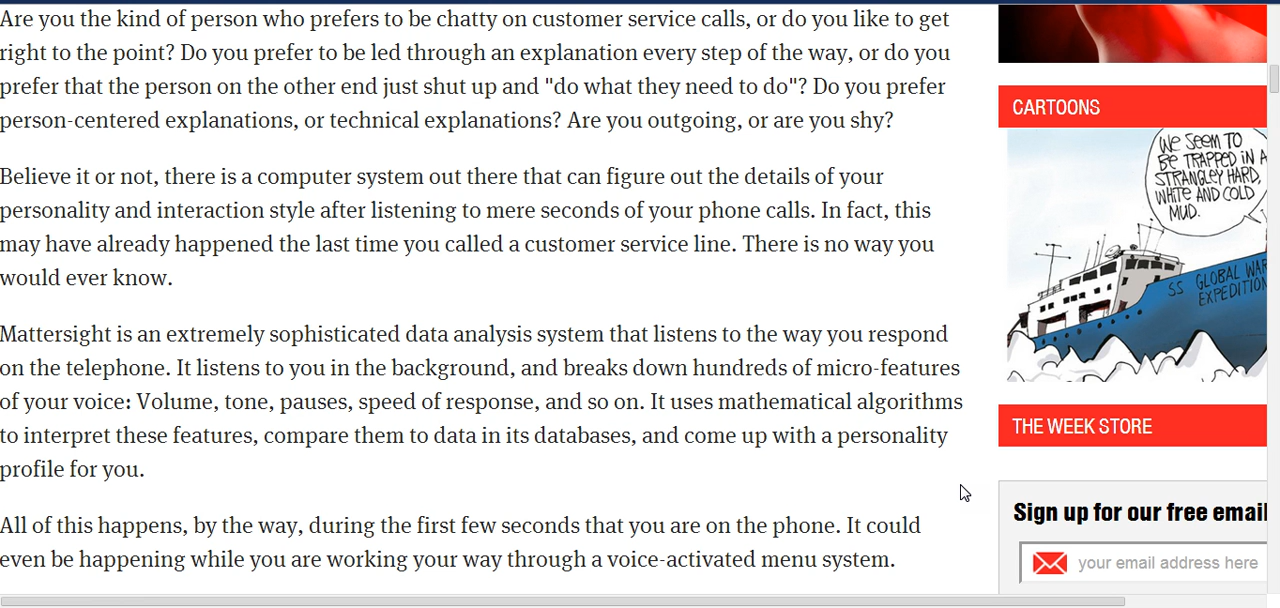 Are you the kind of person who prefers to be chatty on customer service calls, or do you like to get
right to the point? Do you prefer to be led through an explanation every step of the way, or do you
prefer that the person on the other end just shut up and "do what they need to do"? Do you prefer
person-centered explanations, or technical explanations? Are you outgoing, or are you shy?
Believe it or not, there is a computer system out there that can figure out the details of your
personality and interaction style after listening to mere seconds of your phone calls. In fact, this
may have already happened the last time you called a customer service line. There is no way you
would ever know.
Mattersight is an extremely sophisticated data analysis system that listens to the way you respond
on the telephone. It listens to you in the background, and breaks down hundreds of micro-features
of your voice: Volume, tone, pauses, speed of response, and so on. It uses mathematical algorithms
to interpret these features, compare them to data in its databases, and come up with a personality
profile for you.
All of this happens, by the way, during the first few seconds that you are on the phone. It could
even be happening while you are working your way through a voice-activated menu system.
CARTOONS
WE SEEM TO
BE TRAPPED IN A
STRANGLEY HARD,
WHITE AND COLD
MUD.
SS GLOBAL WAR
EXPEDITION
THE WEEK STORE
Sign up for our free email
your email address here